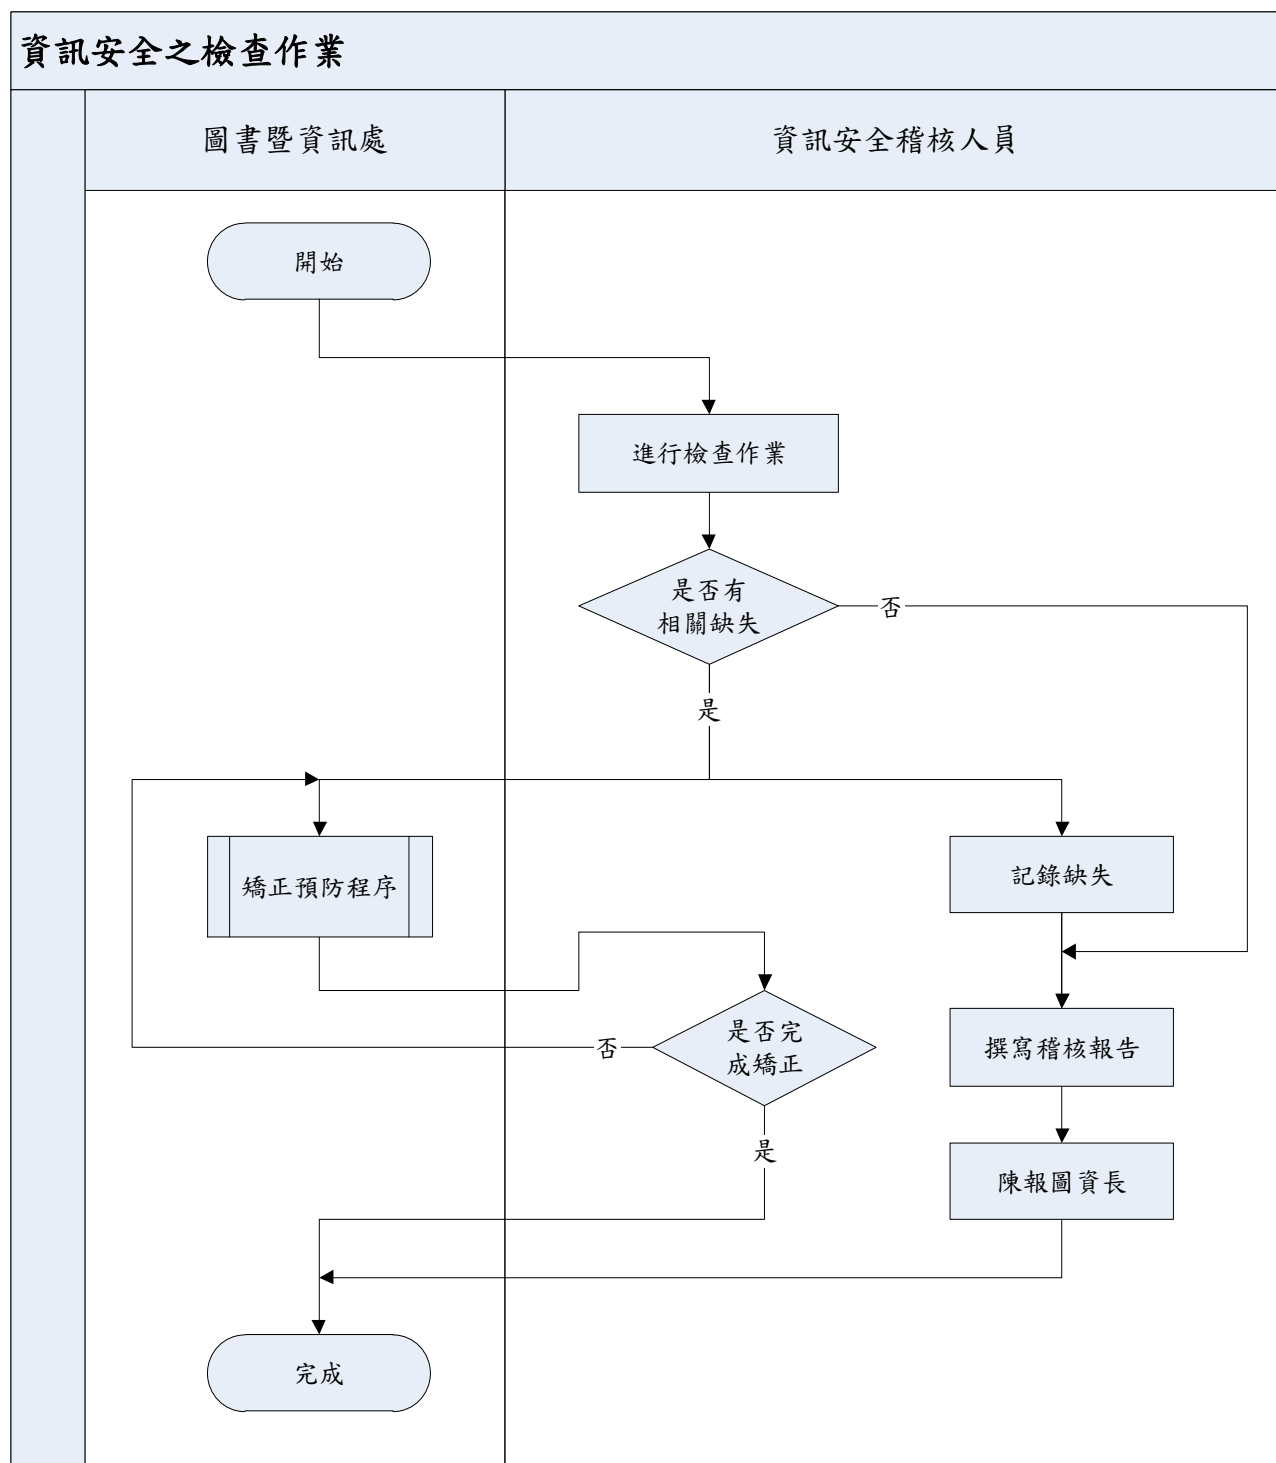 資訊安全之檢查作業
圖書暨資訊處
資訊安全稽核人員
開始
進行檢查作業
是否有
相關缺失
否
是
矯正預防程序
記錄缺失
是否完
成矯正
否
撰寫稽核報告
是
陳報圖資長
完成